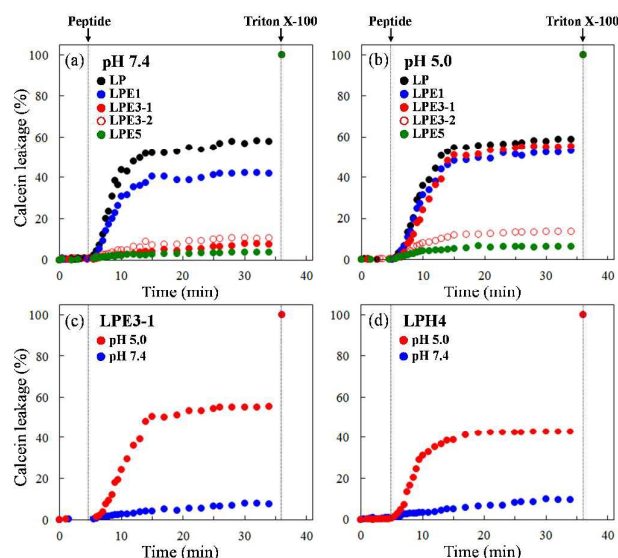 Peptide
Triton X-100
Peptide
Triton X-100
(a)
pH 7.4
LP
LPE1
LPE3-1
LPE3-2
LPE5
Calcein leakage (%)
100
80
60
40
20
0
0
10
20
30
40
Time (min)
(b)
pH 5.0
LP
LPE1
LPE3-1
LPE3-2
LPE5
100
80
60
40
20
0
0
10
20
30
40
Time (min)
(c)
LPE3-1
pH 5.0
pH 7.4
Calcein leakage (%)
100
80
60
40
20
0
0
10
20
30
40
Time (min)
(d)
LPH4
pH 5.0
pH 7.4
100
80
60
40
20
0
0
10
20
30
40
Time (min)